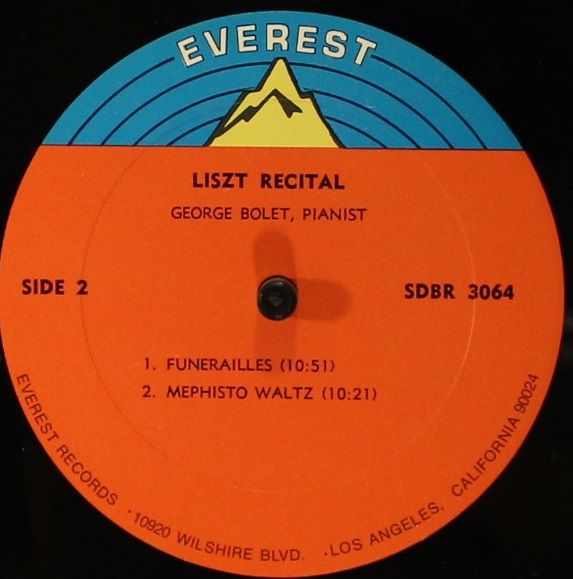 EVEREST
LISZT RECITAL
GEORGE BOLET, PIANIST
SIDE 2
SDBR 3064
1. FUNERAILLES (10:51)
2. MEPHISTO WALTZ (10:21)
EVEREST RECORDS · 10920 WILSHIRE BLVD. · LOS ANGELES, CALIFORNIA 90024